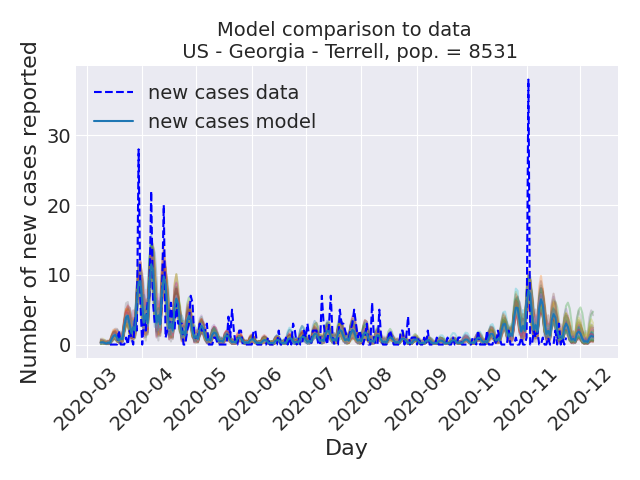 Model comparison to data
US - Georgia - Terrell, pop. = 8531
Number of new cases reported
new cases data
new cases model
30
20
10
0
2020-03
2020-04
2020-05
2020-06
2020-07
2020-08
2020-09
2020-10
2020-11
2020-12
Day